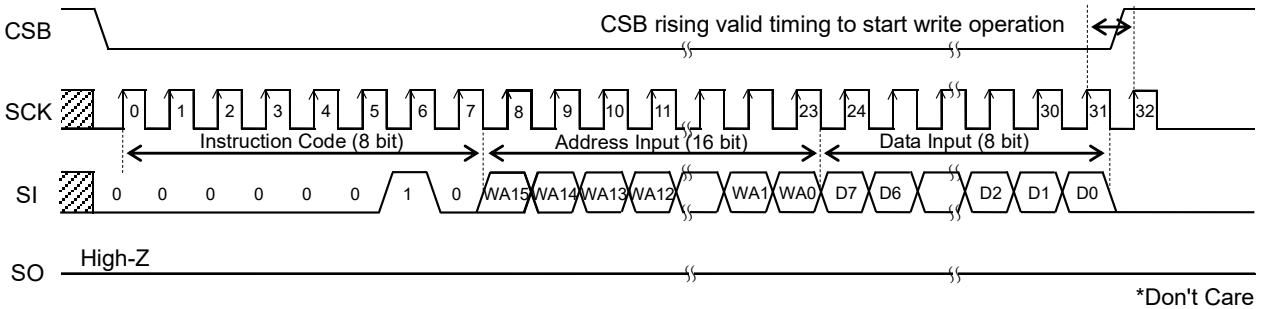 CSB CSB rising valid timing to start write operation
SCK 0 1 2 3 4 5 6 7 8 9 10 11 23 24 30 31 32
Instruction Code (8 bit) Address Input (16 bit) Data Input (8 bit)
SI 0 0 0 0 0 0 1 0 WA15 WA14 WA13 WA12 WA1 WA0 D7 D6 D2 D1 D0
High-Z
SO
*Don't Care